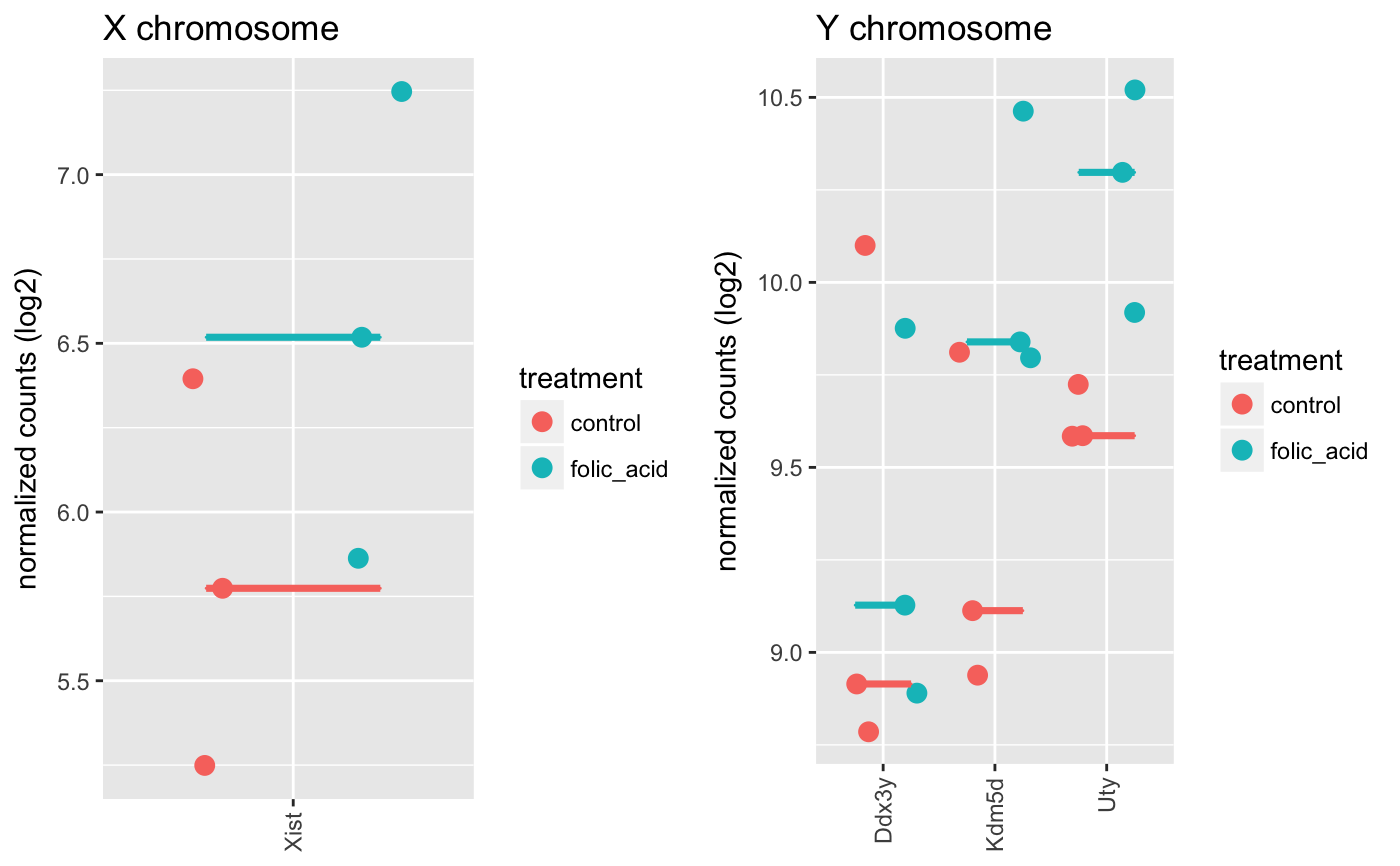 X chromosome
normalized counts (log2)
7.0
6.5
6.0
5.5
Xist
treatment
control
folic_acid
Y chromosome
normalized counts (log2)
10.5
10.0
9.5
9.0
Ddx3y
Kdm5d
Uty
treatment
control
folic_acid